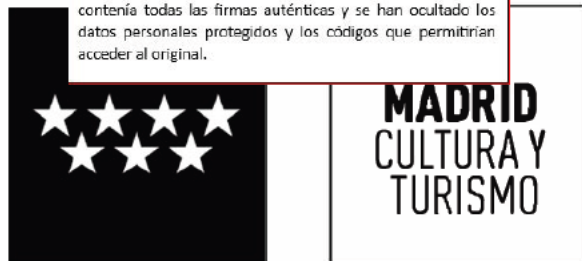 contenía todas las firmas auténticas y se han ocultado los
datos personales protegidos y los códigos que permitirían
acceder al original.
MADRID
CULTURA Y
TURISMO